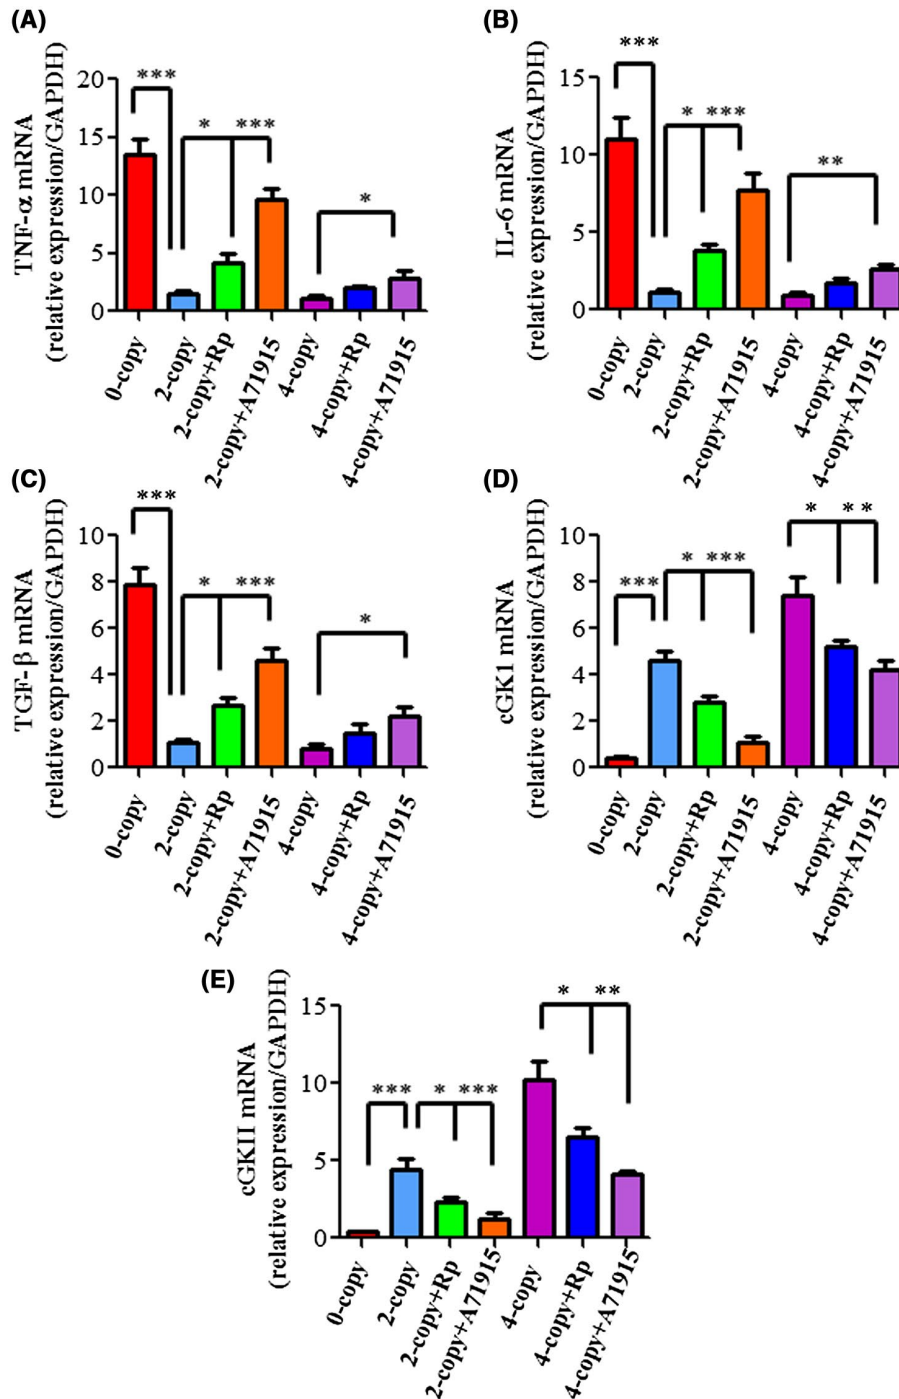 (A)
TNF-α mRNA
(relative expression/GAPDH)
20
15
10
5
0
***
* ***
*
0-copy
2-copy
2-copy+Rp
2-copy+A71915
4-copy
4-copy+Rp
4-copy+A71915
(B)
IL-6 mRNA
(relative expression/GAPDH)
15
10
5
0
***
* ***
**
0-copy
2-copy
2-copy+Rp
2-copy+A71915
4-copy
4-copy+Rp
4-copy+A71915
(C)
TGF-β mRNA
(relative expression/GAPDH)
10
8
6
4
2
0
***
* ***
*
0-copy
2-copy
2-copy+Rp
2-copy+A71915
4-copy
4-copy+Rp
4-copy+A71915
(D)
cGK1 mRNA
(relative expression/GAPDH)
10
8
6
4
2
0
***
* ***
* **
0-copy
2-copy
2-copy+Rp
2-copy+A71915
4-copy
4-copy+Rp
4-copy+A71915
(E)
cGKII mRNA
(relative expression/GAPDH)
15
10
5
0
***
* ***
* **
0-copy
2-copy
2-copy+Rp
2-copy+A71915
4-copy
4-copy+Rp
4-copy+A71915